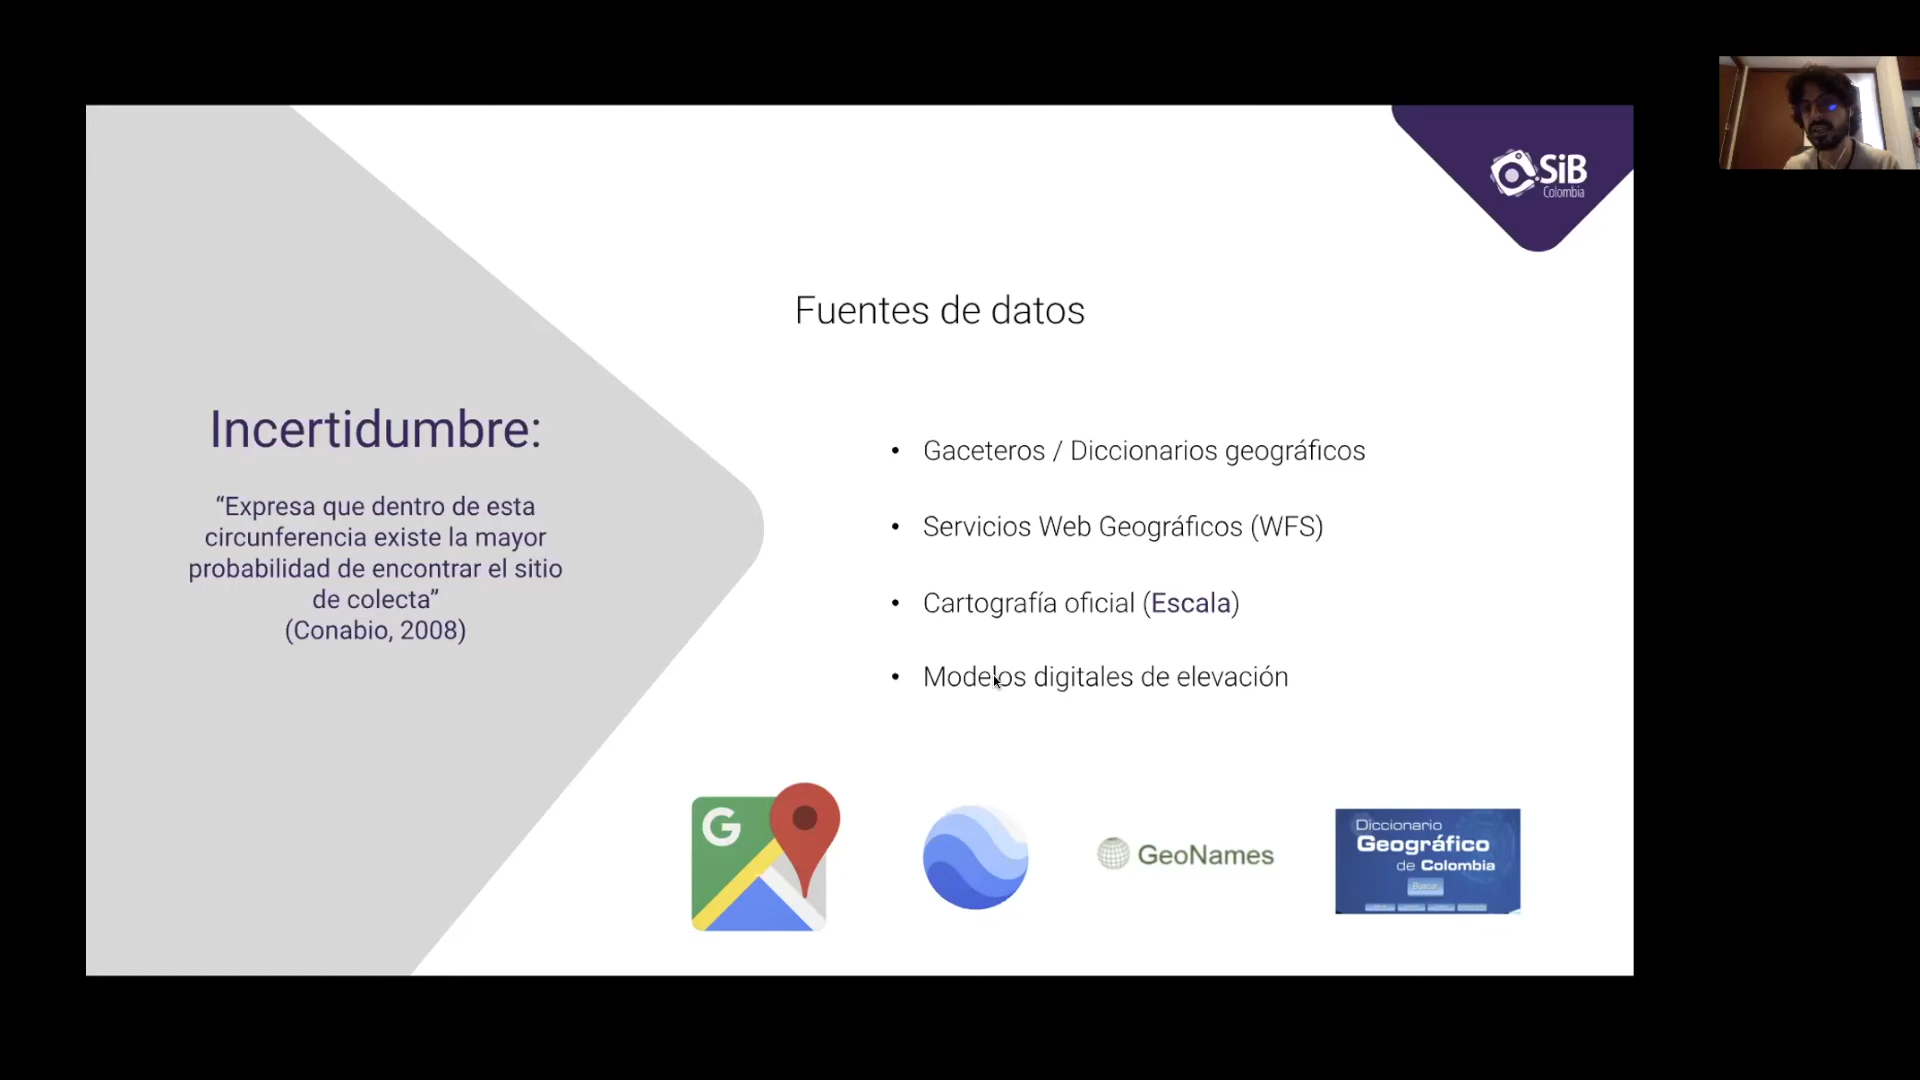 SiB
Colombia
Fuentes de datos
Incertidumbre:
“Expresa que dentro de esta
circunferencia existe la mayor
probabilidad de encontrar el sitio
de colecta”
(Conabio, 2008)
• Gaceteros / Diccionarios geográficos
• Servicios Web Geográficos (WFS)
• Cartografía oficial (Escala)
• Modelos digitales de elevación
G
GeoNames
Diccionario
Geográfico
de Colombia
Buscar